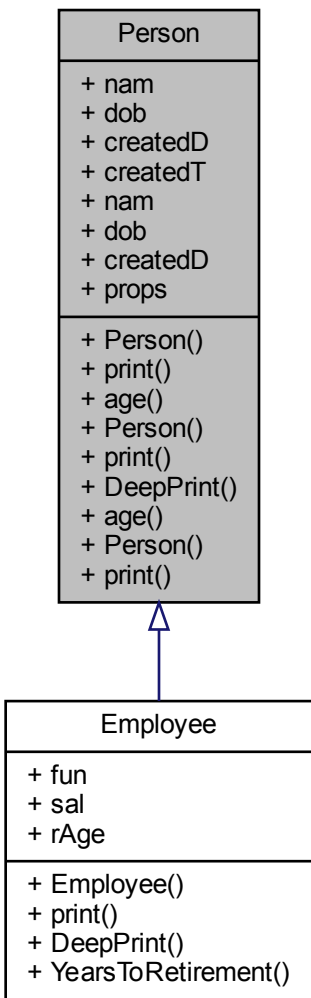 Person
+ nam
+ dob
+ createdD
+ createdT
+ nam
+ dob
+ createdD
+ props
+ Person()
+ print()
+ age()
+ Person()
+ print()
+ DeepPrint()
+ age()
+ Person()
+ print()
Employee
+ fun
+ sal
+ rAge
+ Employee()
+ print()
+ DeepPrint()
+ YearsToRetirement()